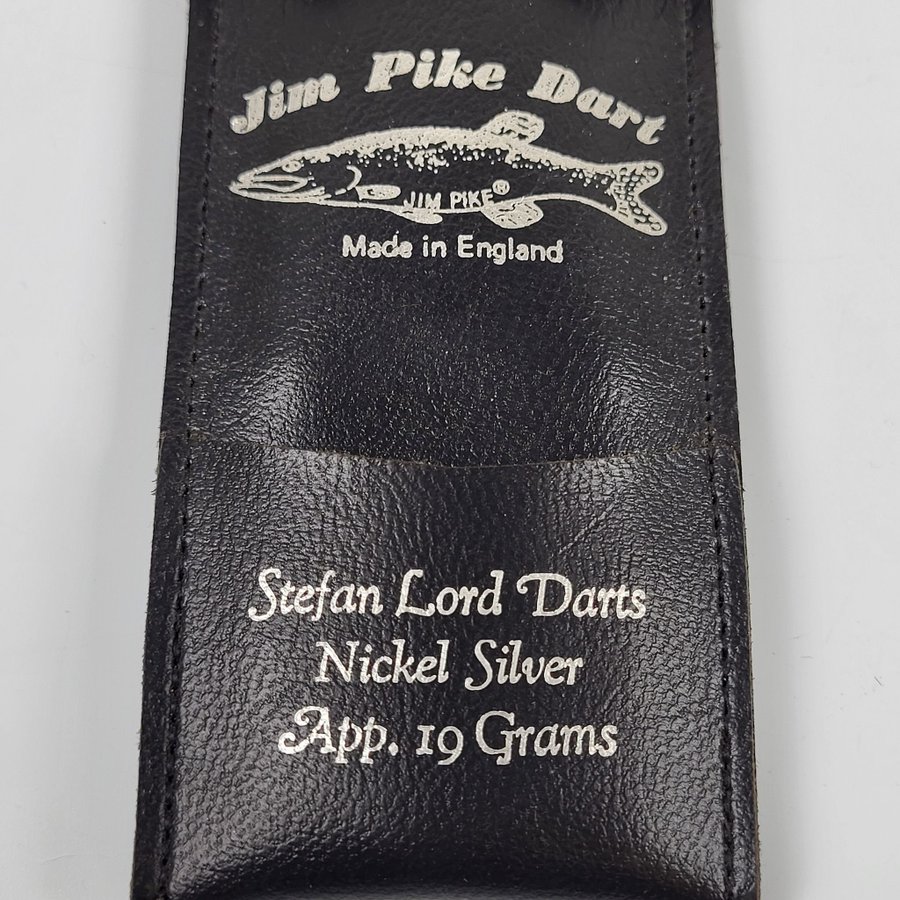 Jim Pike Dart
JIM PIKE®
Made in England
Stefan Lord Darts
Nickel Silver
App. 19 Grams